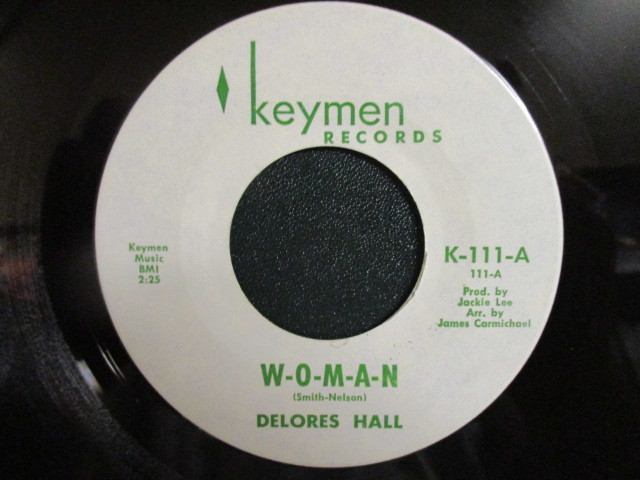 keymen
RECORDS
Keymen
Music
BMI
2:25
K-111-A
111-A
Prod. by
Jackie Lee
Arr. by
James Carmichael
W-O-M-A-N
(Smith-Nelson)
DELORES HALL